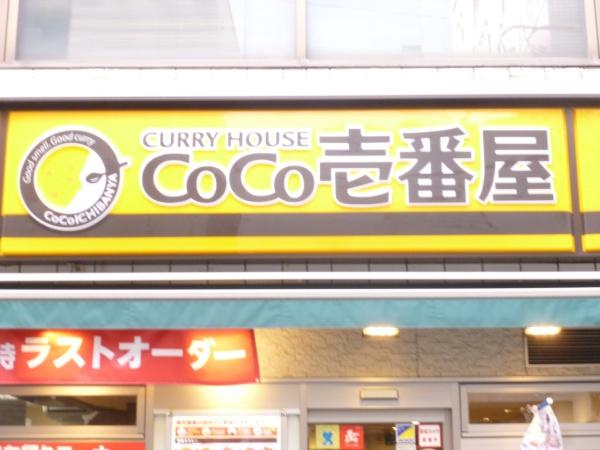 Good smell, Good curry
CoCoICHIBANYA
CURRY HOUSE
CoCo壱番屋
時 ラストオーダー